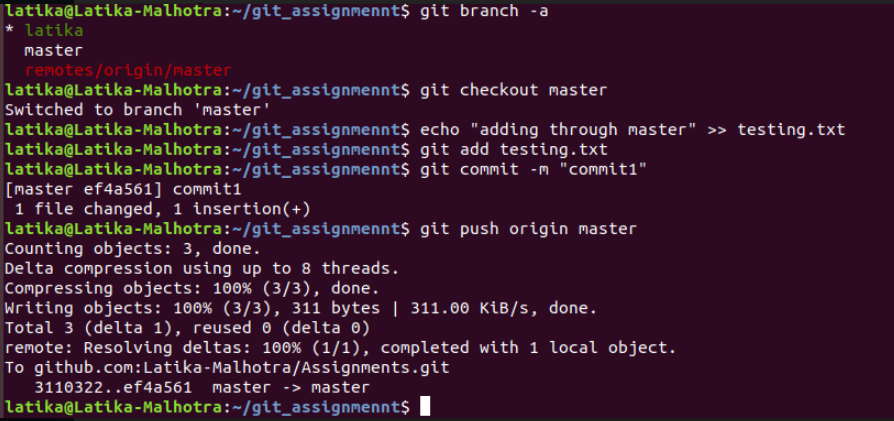 latika@Latika-Malhotra:~/git_assignmennt$ git branch -a
* latika
  master
  remotes/origin/master
latika@Latika-Malhotra:~/git_assignmennt$ git checkout master
Switched to branch 'master'
latika@Latika-Malhotra:~/git_assignmennt$ echo "adding through master" >> testing.txt
latika@Latika-Malhotra:~/git_assignmennt$ git add testing.txt
latika@Latika-Malhotra:~/git_assignmennt$ git commit -m "commit1"
[master ef4a561] commit1
 1 file changed, 1 insertion(+)
latika@Latika-Malhotra:~/git_assignmennt$ git push origin master
Counting objects: 3, done.
Delta compression using up to 8 threads.
Compressing objects: 100% (3/3), done.
Writing objects: 100% (3/3), 311 bytes | 311.00 KiB/s, done.
Total 3 (delta 1), reused 0 (delta 0)
remote: Resolving deltas: 100% (1/1), completed with 1 local object.
To github.com:Latika-Malhotra/Assignments.git
   3110322..ef4a561  master -> master
latika@Latika-Malhotra:~/git_assignmennt$